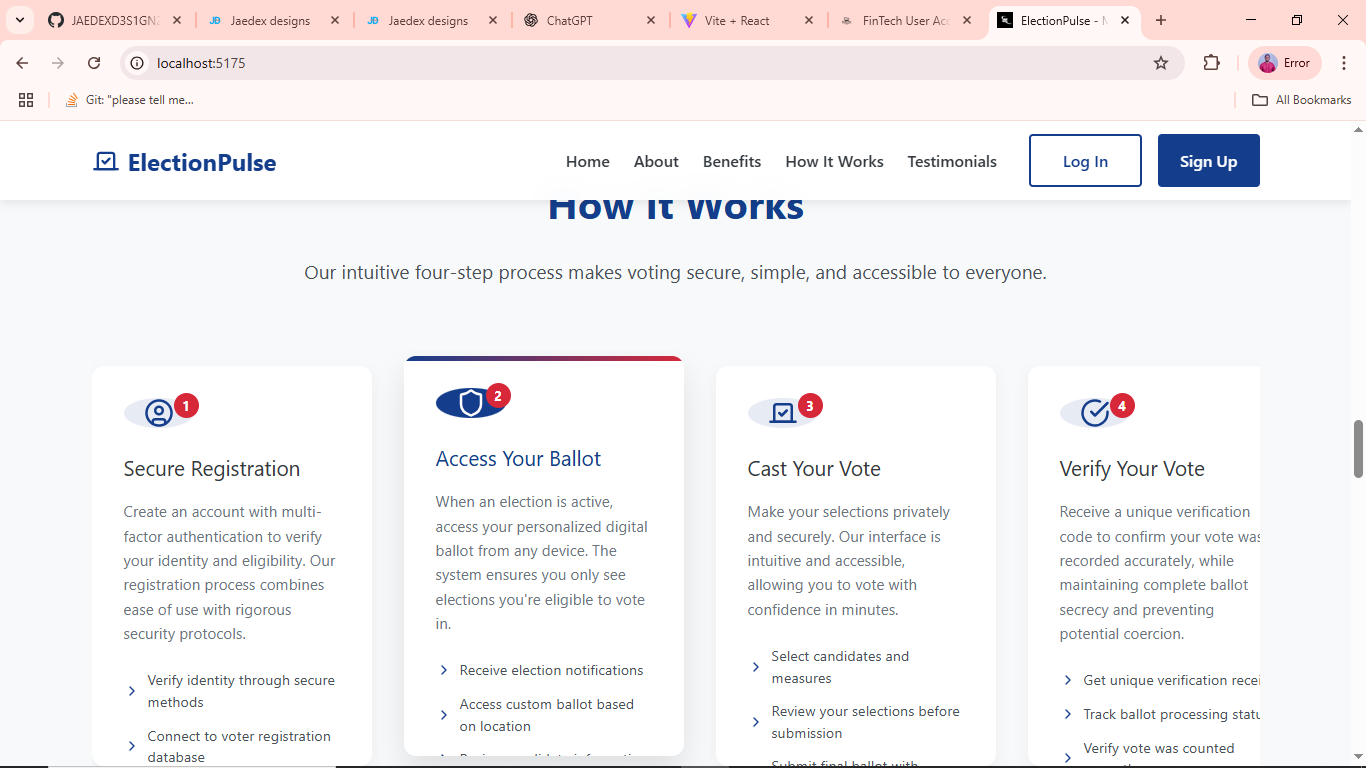 JAEDEXD3S1GN
Jaedex designs
Jaedex designs
ChatGPT
Vite + React
FinTech User Acc
ElectionPulse - M
localhost:5175
Error
Git: "please tell me...
All Bookmarks
ElectionPulse
Home
About
Benefits
How It Works
Testimonials
Log In
Sign Up
How It Works
Our intuitive four-step process makes voting secure, simple, and accessible to everyone.
1
Secure Registration
Create an account with multi-
factor authentication to verify
your identity and eligibility. Our
registration process combines
ease of use with rigorous
security protocols.
Verify identity through secure
methods
Connect to voter registration
database
2
Access Your Ballot
When an election is active,
access your personalized digital
ballot from any device. The
system ensures you only see
elections you're eligible to vote
in.
Receive election notifications
Access custom ballot based
on location
3
Cast Your Vote
Make your selections privately
and securely. Our interface is
intuitive and accessible,
allowing you to vote with
confidence in minutes.
Select candidates and
measures
Review your selections before
submission
Submit final ballot with
4
Verify Your Vote
Receive a unique verification
code to confirm your vote was
recorded accurately, while
maintaining complete ballot
secrecy and preventing
potential coercion.
Get unique verification recei
Track ballot processing statu
Verify vote was counted